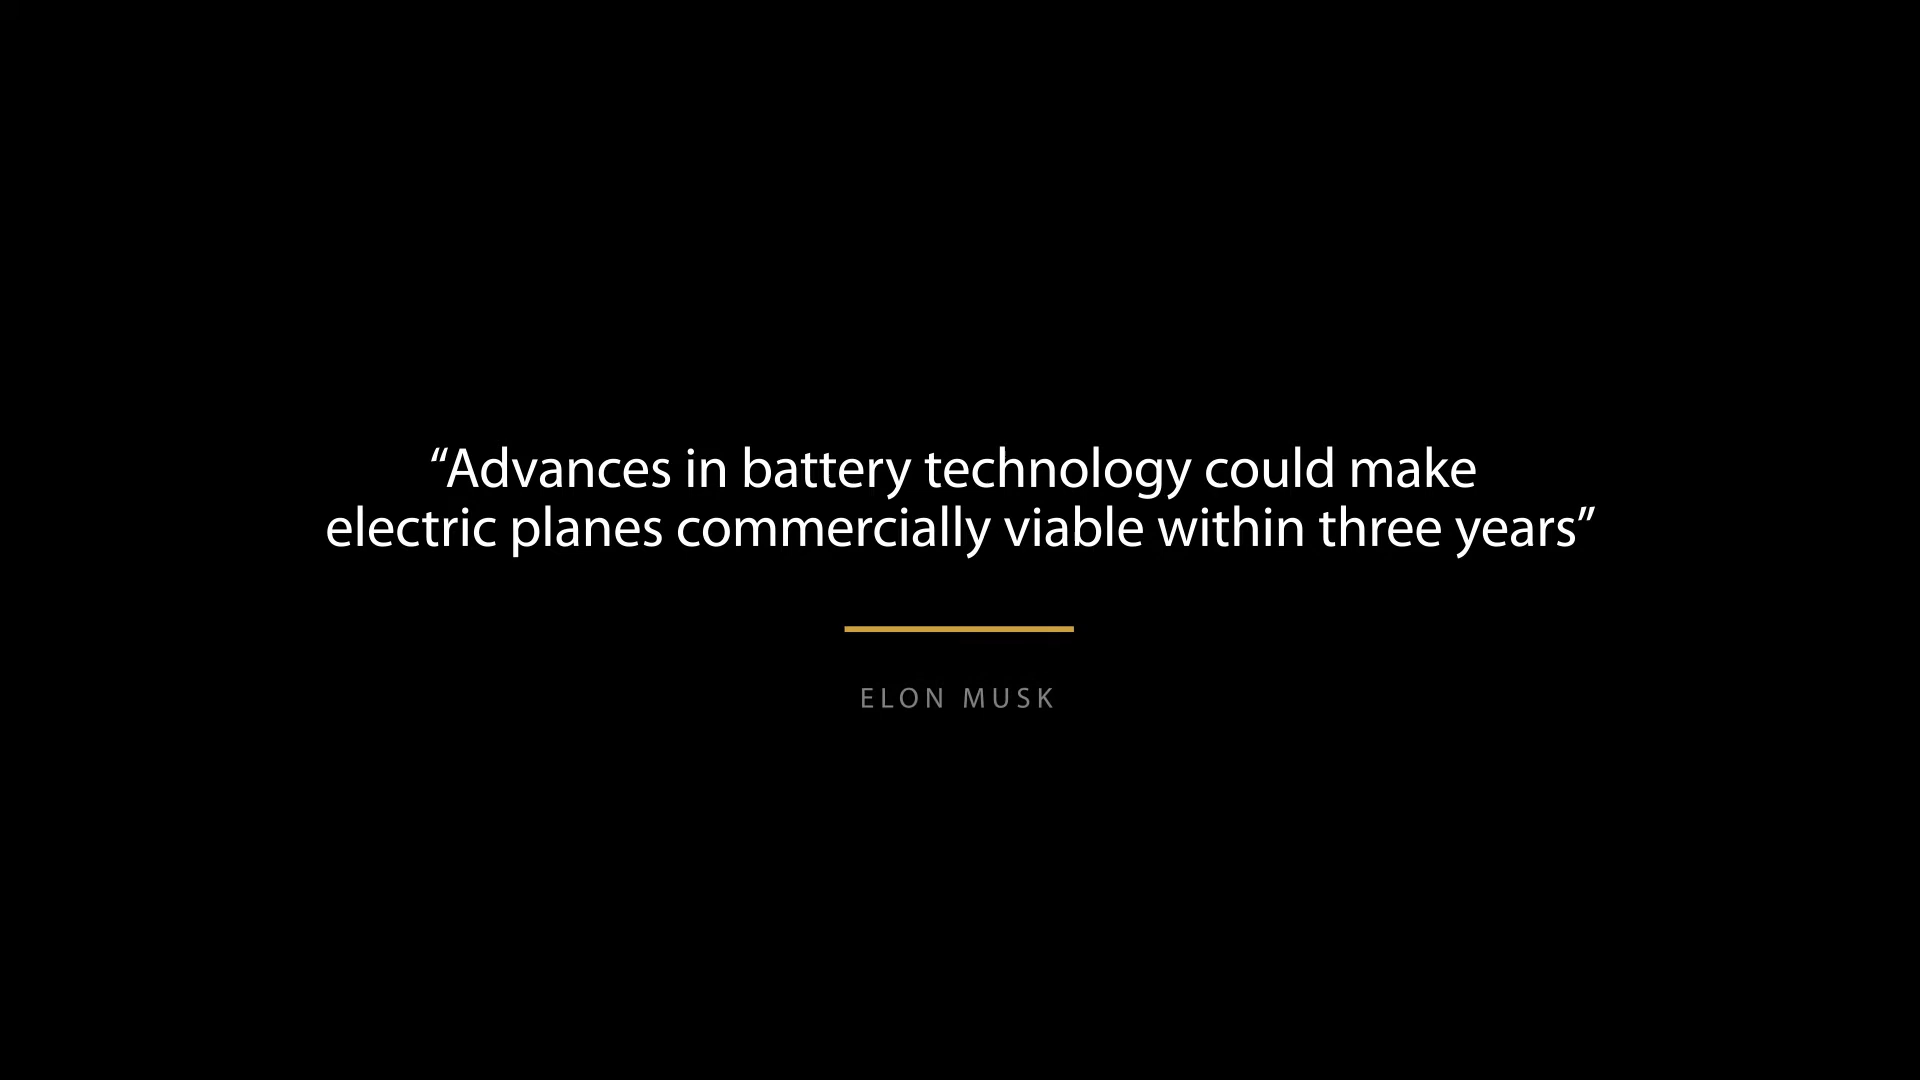 “Advances in battery technology could make
electric planes commercially viable within three years”
ELON MUSK